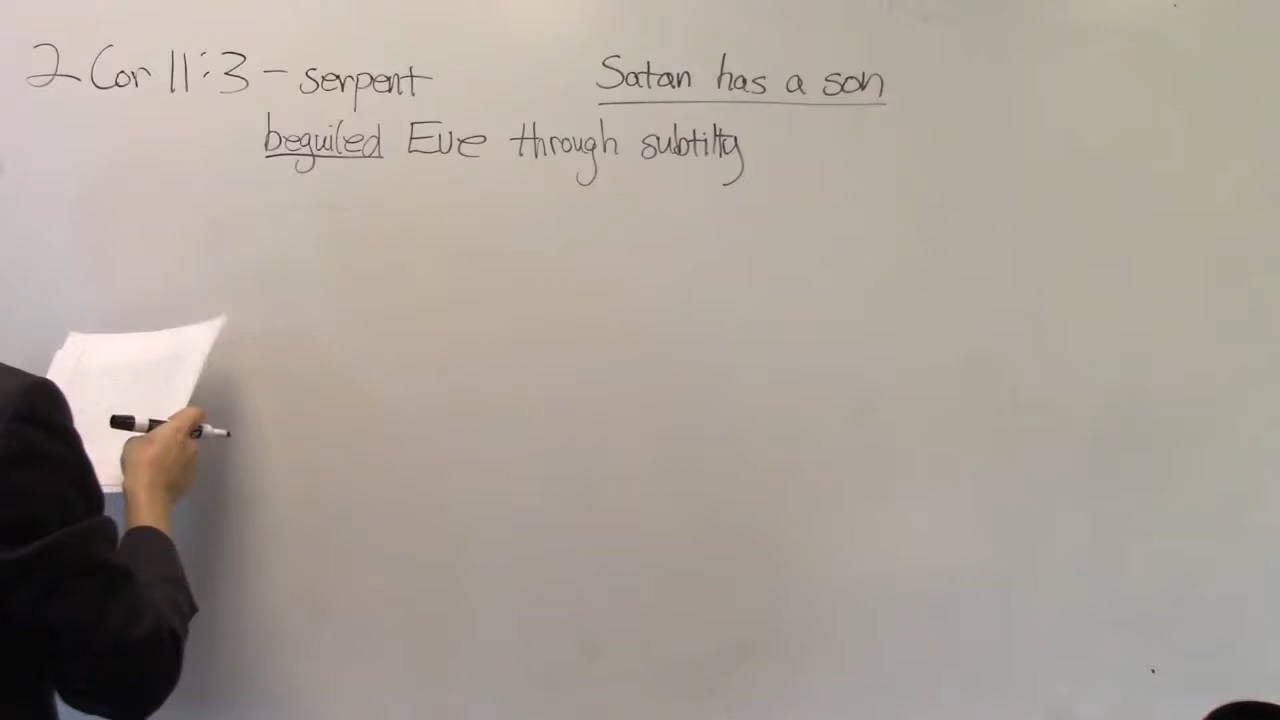 2 Cor 11:3 - serpent
Satan has a son
beguiled Eve through subtilty